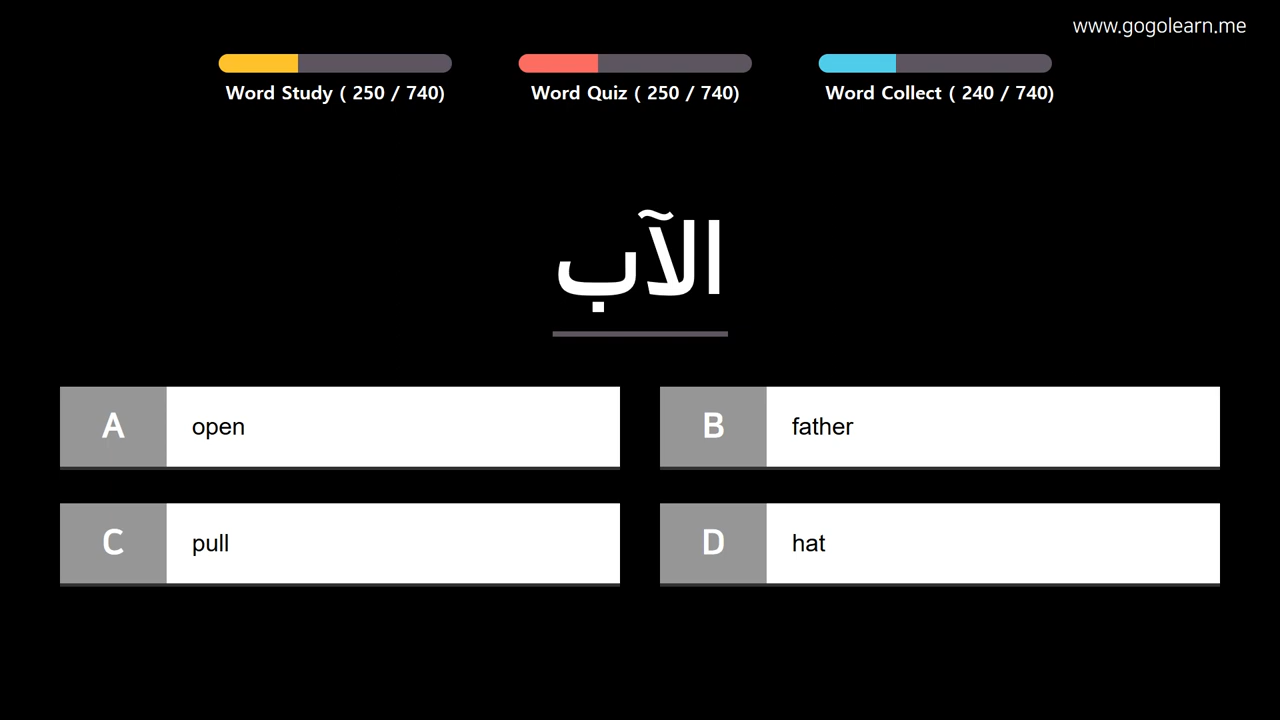 www.gogolearn.me
Word Study ( 250 / 740)
Word Quiz ( 250 / 740)
Word Collect ( 240 / 740)
الآب
A open
B father
C pull
D hat